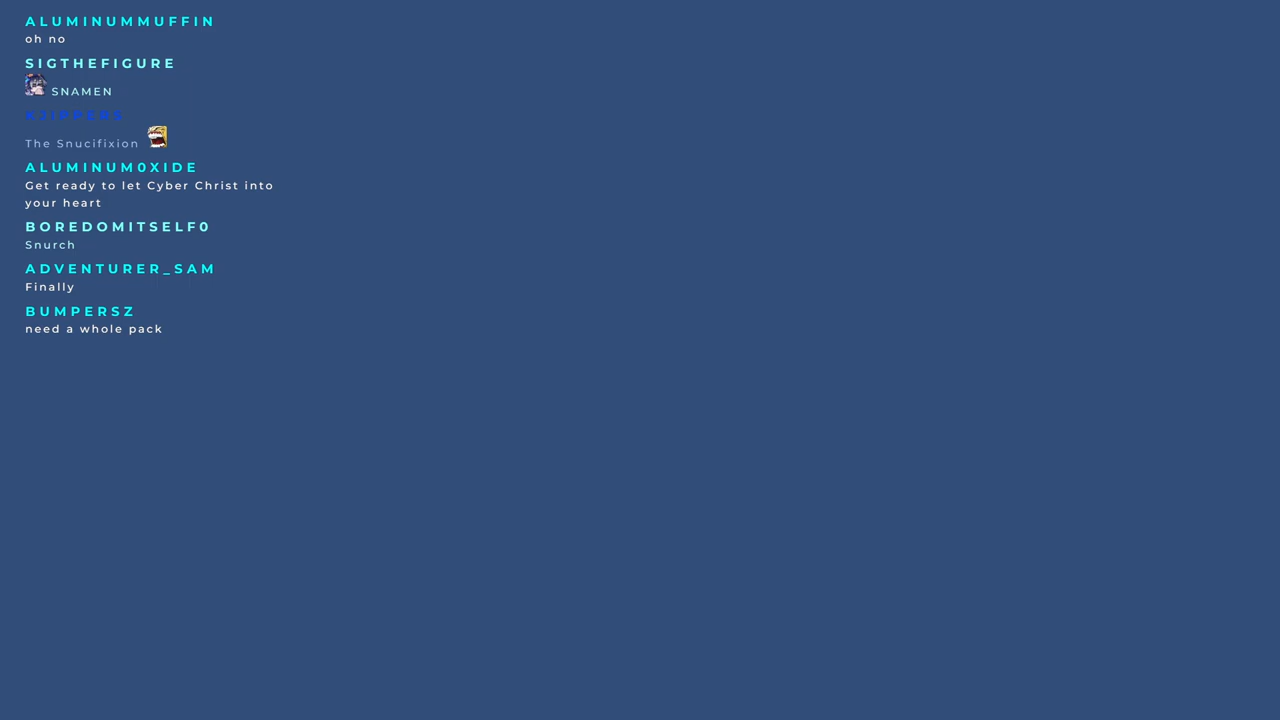 ALUMINUMMUFFIN
oh no
SIGTHEFIGURE
SNAMEN
The Snucifixion
ALUMINUM0XIDE
Get ready to let Cyber Christ into
your heart
BOREDOMITSELF0
Snurch
ADVENTURER_SAM
Finally
BUMPERSZ
need a whole pack